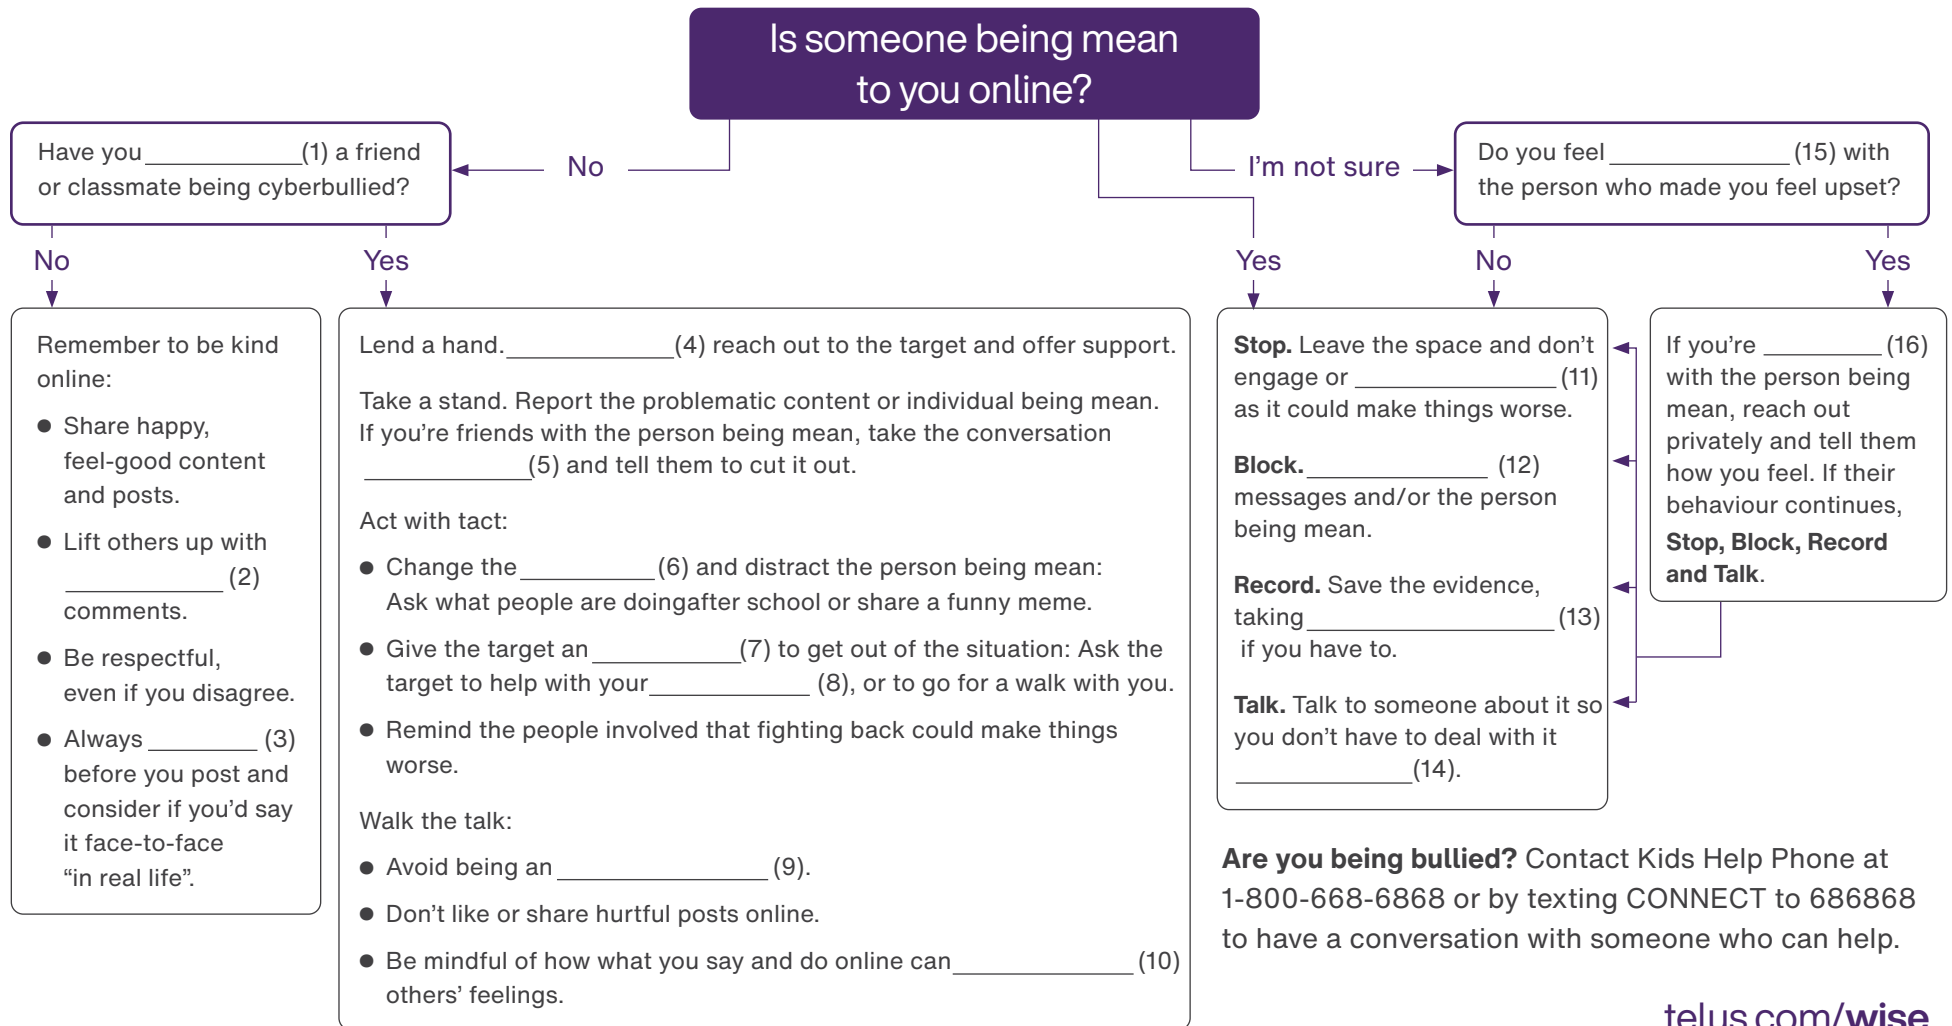 Is someone being mean
to you online?
Have you____________(1) a friend
or classmate being cyberbullied?
No
I'm not sure
Do you feel ______________ (15) with
the person who made you feel upset?
No
Yes
Yes
No
Yes
Remember to be kind
online:
● Share happy,
feel-good content
and posts.
● Lift others up with
____________ (2)
comments.
● Be respectful,
even if you disagree.
● Always ________ (3)
before you post and
consider if you'd say
it face-to-face
“in real life”.
Lend a hand._____________(4) reach out to the target and offer support.
Take a stand. Report the problematic content or individual being mean.
If you're friends with the person being mean, take the conversation
_____________(5) and tell them to cut it out.
Act with tact:
● Change the__________(6) and distract the person being mean:
Ask what people are doingafter school or share a funny meme.
● Give the target an___________(7) to get out of the situation: Ask the
target to help with your____________ (8), or to go for a walk with you.
● Remind the people involved that fighting back could make things
worse.
Walk the talk:
● Avoid being an________________ (9).
● Don't like or share hurtful posts online.
● Be mindful of how what you say and do online can______________ (10)
others' feelings.
Stop. Leave the space and don't
engage or _______________ (11)
as it could make things worse.
Block.______________ (12)
messages and/or the person
being mean.
Record. Save the evidence,
taking___________________ (13)
if you have to.
Talk. Talk to someone about it so
you don't have to deal with it
_____________(14).
If you're _________ (16)
with the person being
mean, reach out
privately and tell them
how you feel. If their
behaviour continues,
Stop, Block, Record
and Talk.
Are you being bullied? Contact Kids Help Phone at
1-800-668-6868 or by texting CONNECT to 686868
to have a conversation with someone who can help.
telus.com/wise